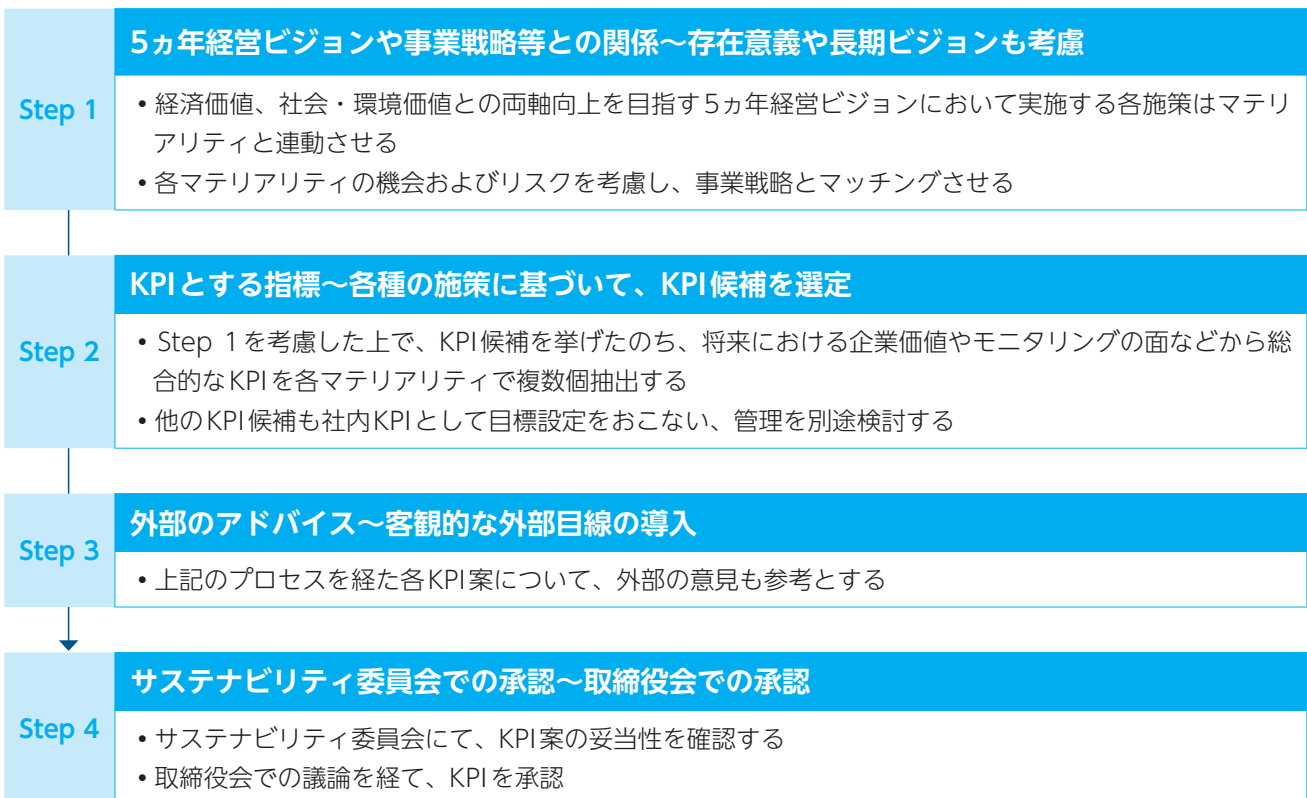 5ヵ年経営ビジョンや事業戦略等との関係～存在意義や長期ビジョンも考慮
Step 1
•経済価値、社会・環境価値との両軸向上を目指す5ヵ年経営ビジョンにおいて実施する各施策はマテリ
アリティと連動させる
•各マテリアリティの機会およびリスクを考慮し、事業戦略とマッチングさせる
KPIとする指標～各種の施策に基づいて、KPI候補を選定
Step 2
•Step 1を考慮した上で、KPI候補を挙げたのち、将来における企業価値やモニタリングの面などから総
合的なKPIを各マテリアリティで複数個抽出する
•他のKPI候補も社内KPIとして目標設定をおこない、管理を別途検討する
外部のアドバイス～客観的な外部目線の導入
Step 3
•上記のプロセスを経た各KPI案について、外部の意見も参考とする
サステナビリティ委員会での承認～取締役会での承認
Step 4
•サステナビリティ委員会にて、KPI案の妥当性を確認する
•取締役会での議論を経て、KPIを承認